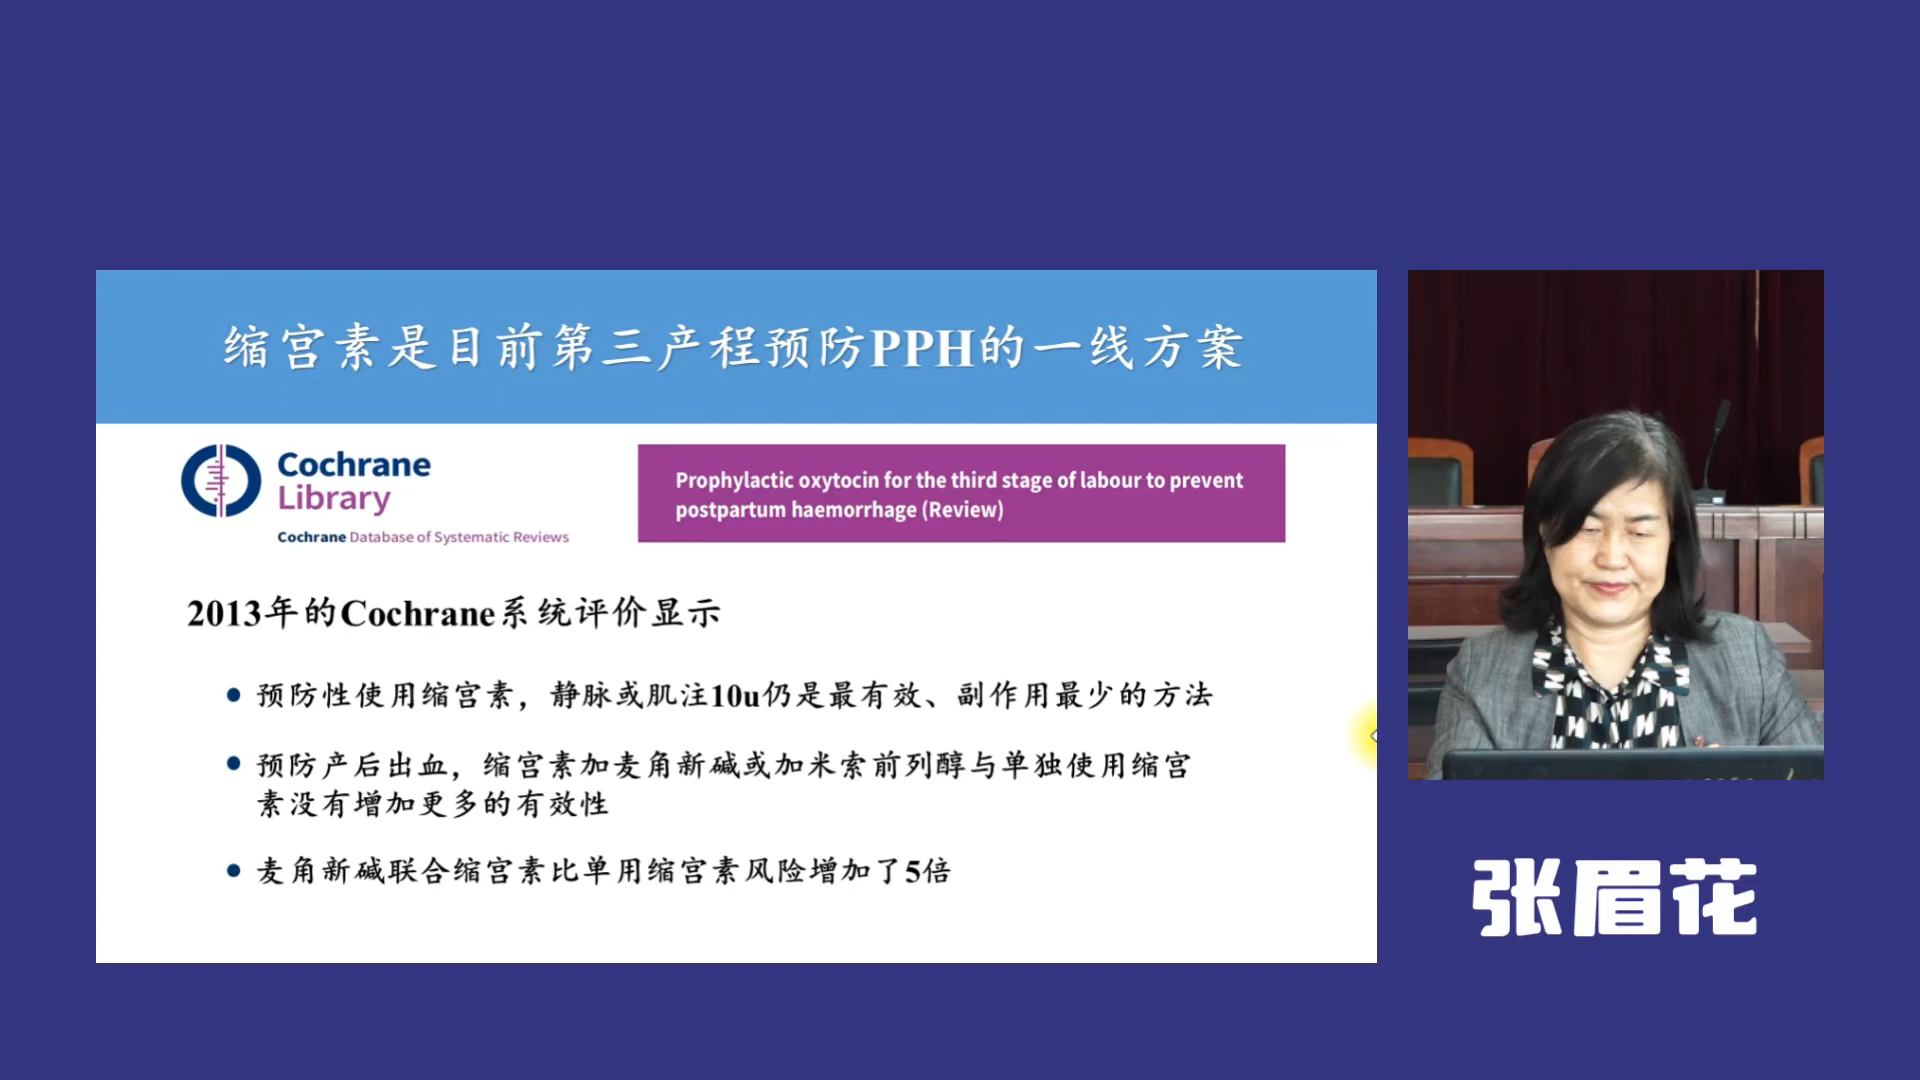 缩宫素是目前第三产程预防PPH的一线方案
Cochrane
Library
Cochrane Database of Systematic Reviews
Prophylactic oxytocin for the third stage of labour to prevent
postpartum haemorrhage (Review)
2013年的Cochrane系统评价显示
预防性使用缩宫素，静脉或肌注10u仍是最有效、副作用最少的方法
预防产后出血，缩宫素加麦角新碱或加米索前列醇与单独使用缩宫
素没有增加更多的有效性
麦角新碱联合缩宫素比单用缩宫素风险增加了5倍
张眉花